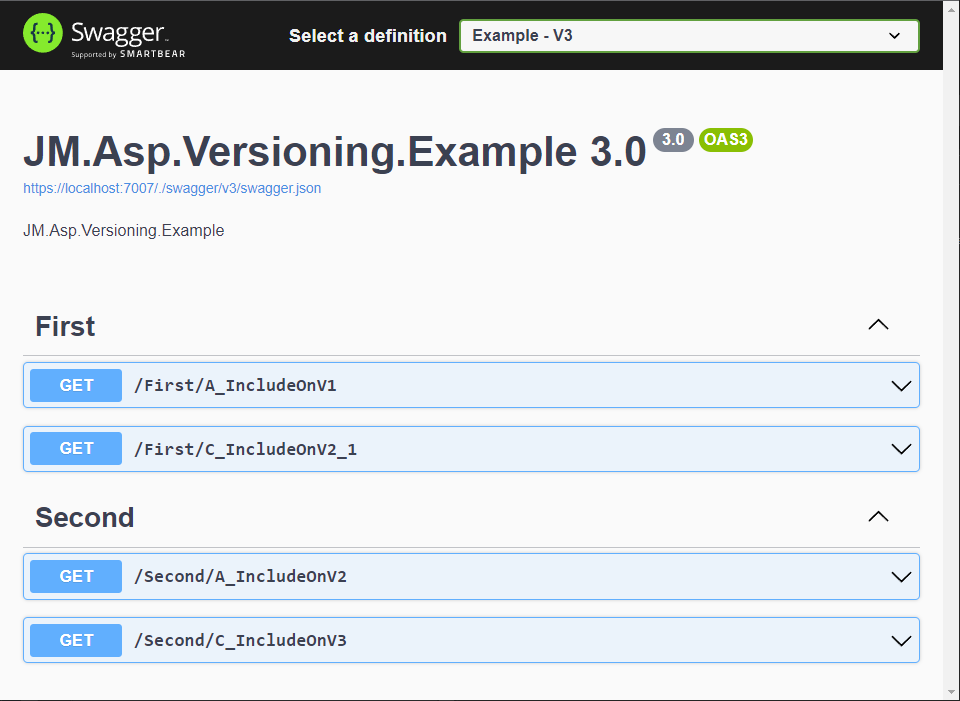 {···} Swagger™
Supported by SMARTBEAR
Select a definition
Example - V3
JM.Asp.Versioning.Example 3.0 3.0 OAS3
https://localhost:7007/./swagger/v3/swagger.json
JM.Asp.Versioning.Example
First
GET /First/A_IncludeOnV1
GET /First/C_IncludeOnV2_1
Second
GET /Second/A_IncludeOnV2
GET /Second/C_IncludeOnV3